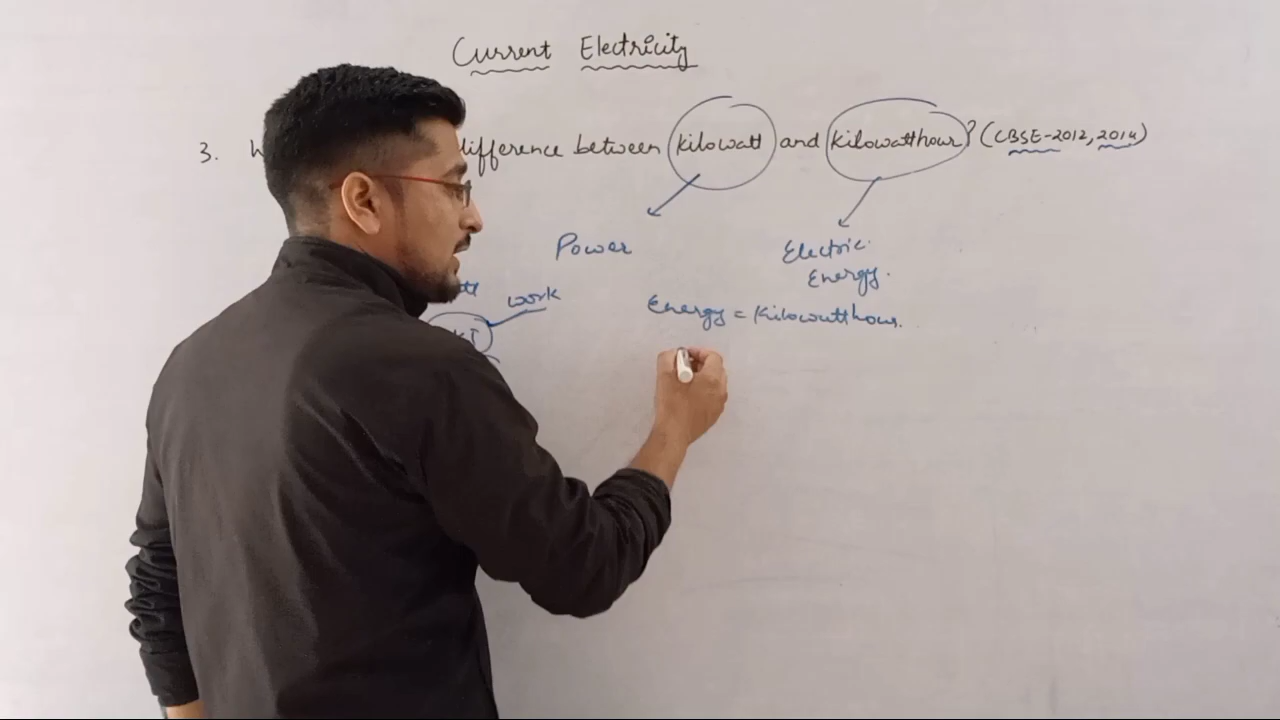 Current Electricity
3. W difference between kilowatt and kilowatthour? (CBSE-2012, 2014)
Power
Electric
Energy.
work
Energy = Kilowatthour.